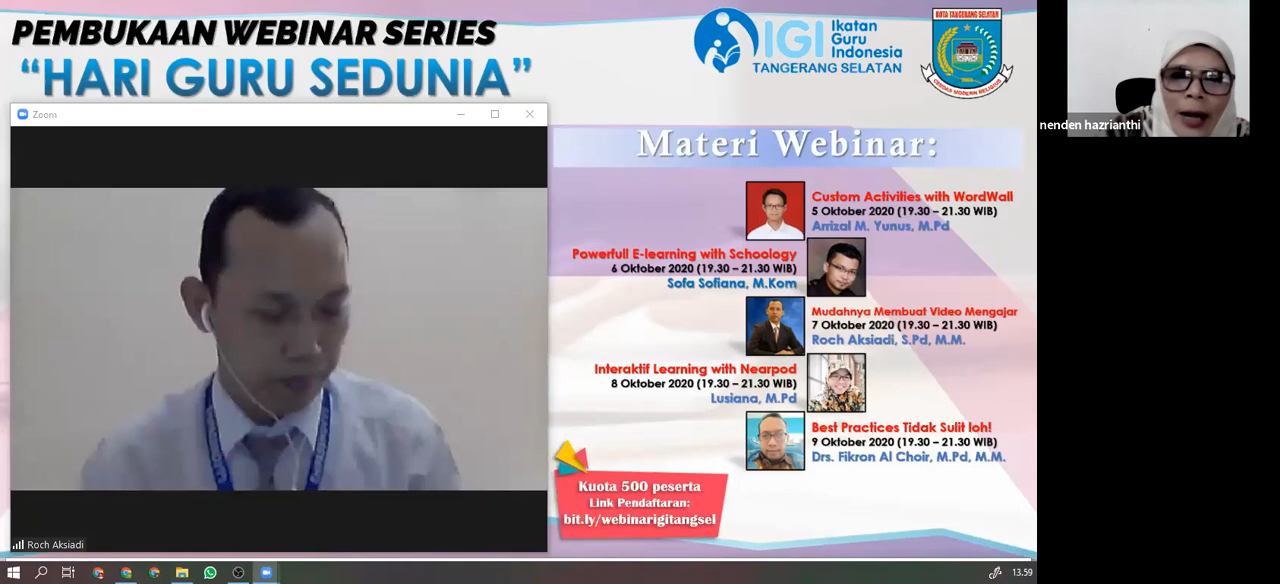 PEMBUKAAN WEBINAR SERIES
“HARI GURU SEDUNIA”
IGI Ikatan
Guru
Indonesia
TANGERANG SELATAN
KOTA TANGERANG SELATAN
CERDAS MODERN RELIGIUS
nenden hazrianthi
Zoom
Materi Webinar:
Custom Activities with WordWall
5 Oktober 2020 (19.30 – 21.30 WIB)
Arrizal M. Yunus, M.Pd
Powerfull E-learning with Schoology
6 Oktober 2020 (19.30 – 21.30 WIB)
Sofa Sofiana, M.Kom
Mudahnya Membuat Video Mengajar
7 Oktober 2020 (19.30 – 21.30 WIB)
Roch Aksiadi, S.Pd, M.M.
Interaktif Learning with Nearpod
8 Oktober 2020 (19.30 – 21.30 WIB)
Lusiana, M.Pd
Best Practices Tidak Sulit loh!
9 Oktober 2020 (19.30 – 21.30 WIB)
Drs. Fikron Al Choir, M.Pd, M.M.
Kuota 500 peserta
Link Pendaftaran:
bit.ly/webinarigitangsel
Roch Aksiadi
13.59